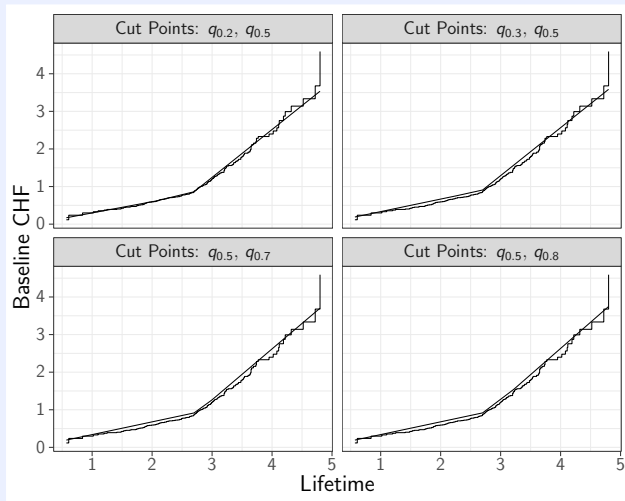 Cut Points: q0.2, q0.5
Cut Points: q0.3, q0.5
4
3
2
1
0
Cut Points: q0.5, q0.7
Cut Points: q0.5, q0.8
4
3
2
1
0
Baseline CHF
1 2 3 4 5
1 2 3 4 5
Lifetime